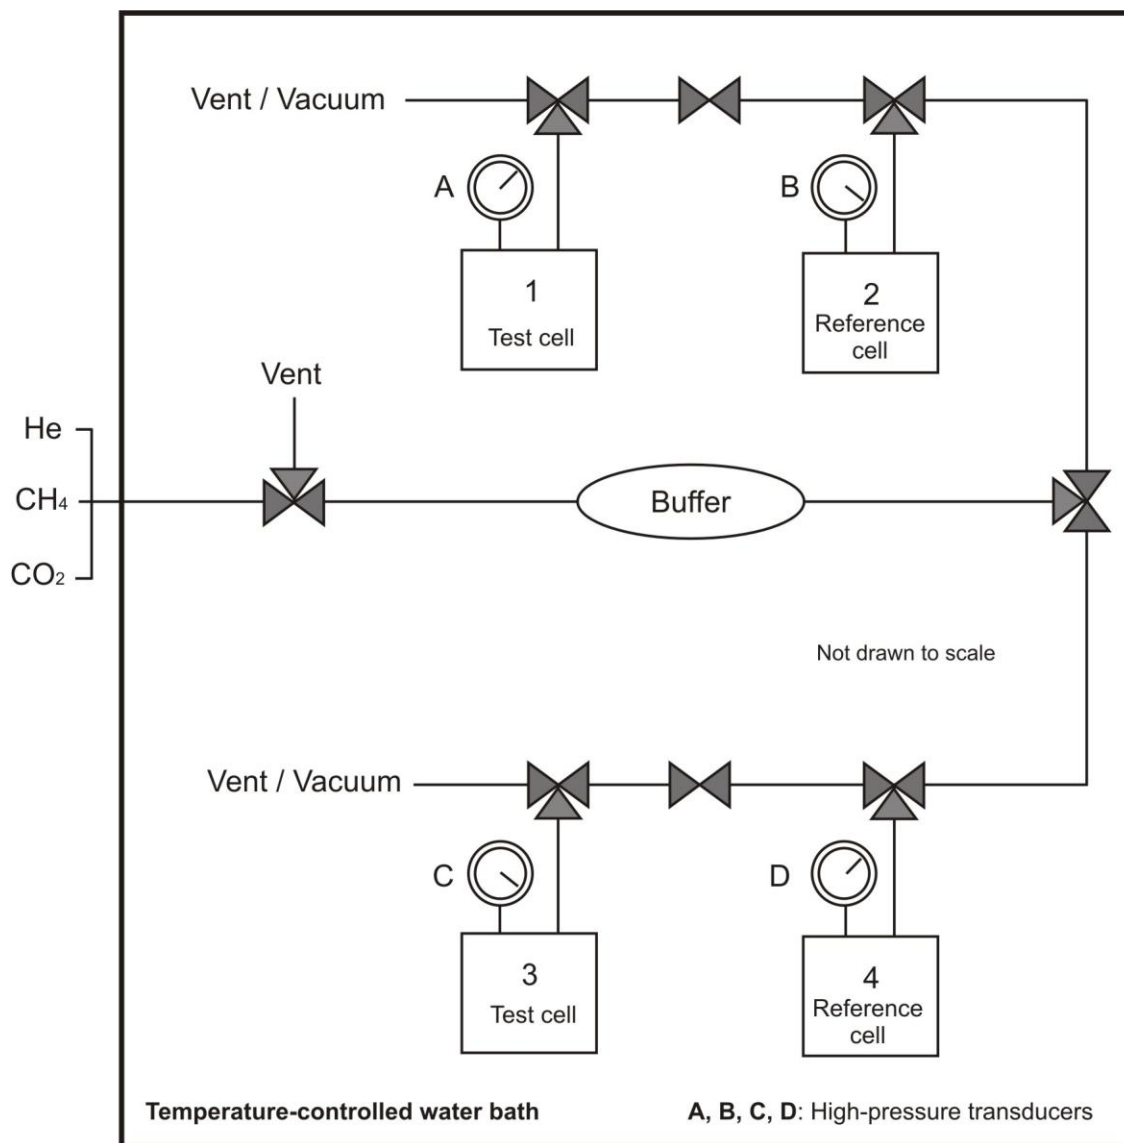 Vent / Vacuum
A
B
1
Test cell
2
Reference
cell
Vent
He
CH₄
CO₂
Buffer
Not drawn to scale
Vent / Vacuum
C
D
3
Test cell
4
Reference
cell
Temperature-controlled water bath
A, B, C, D: High-pressure transducers